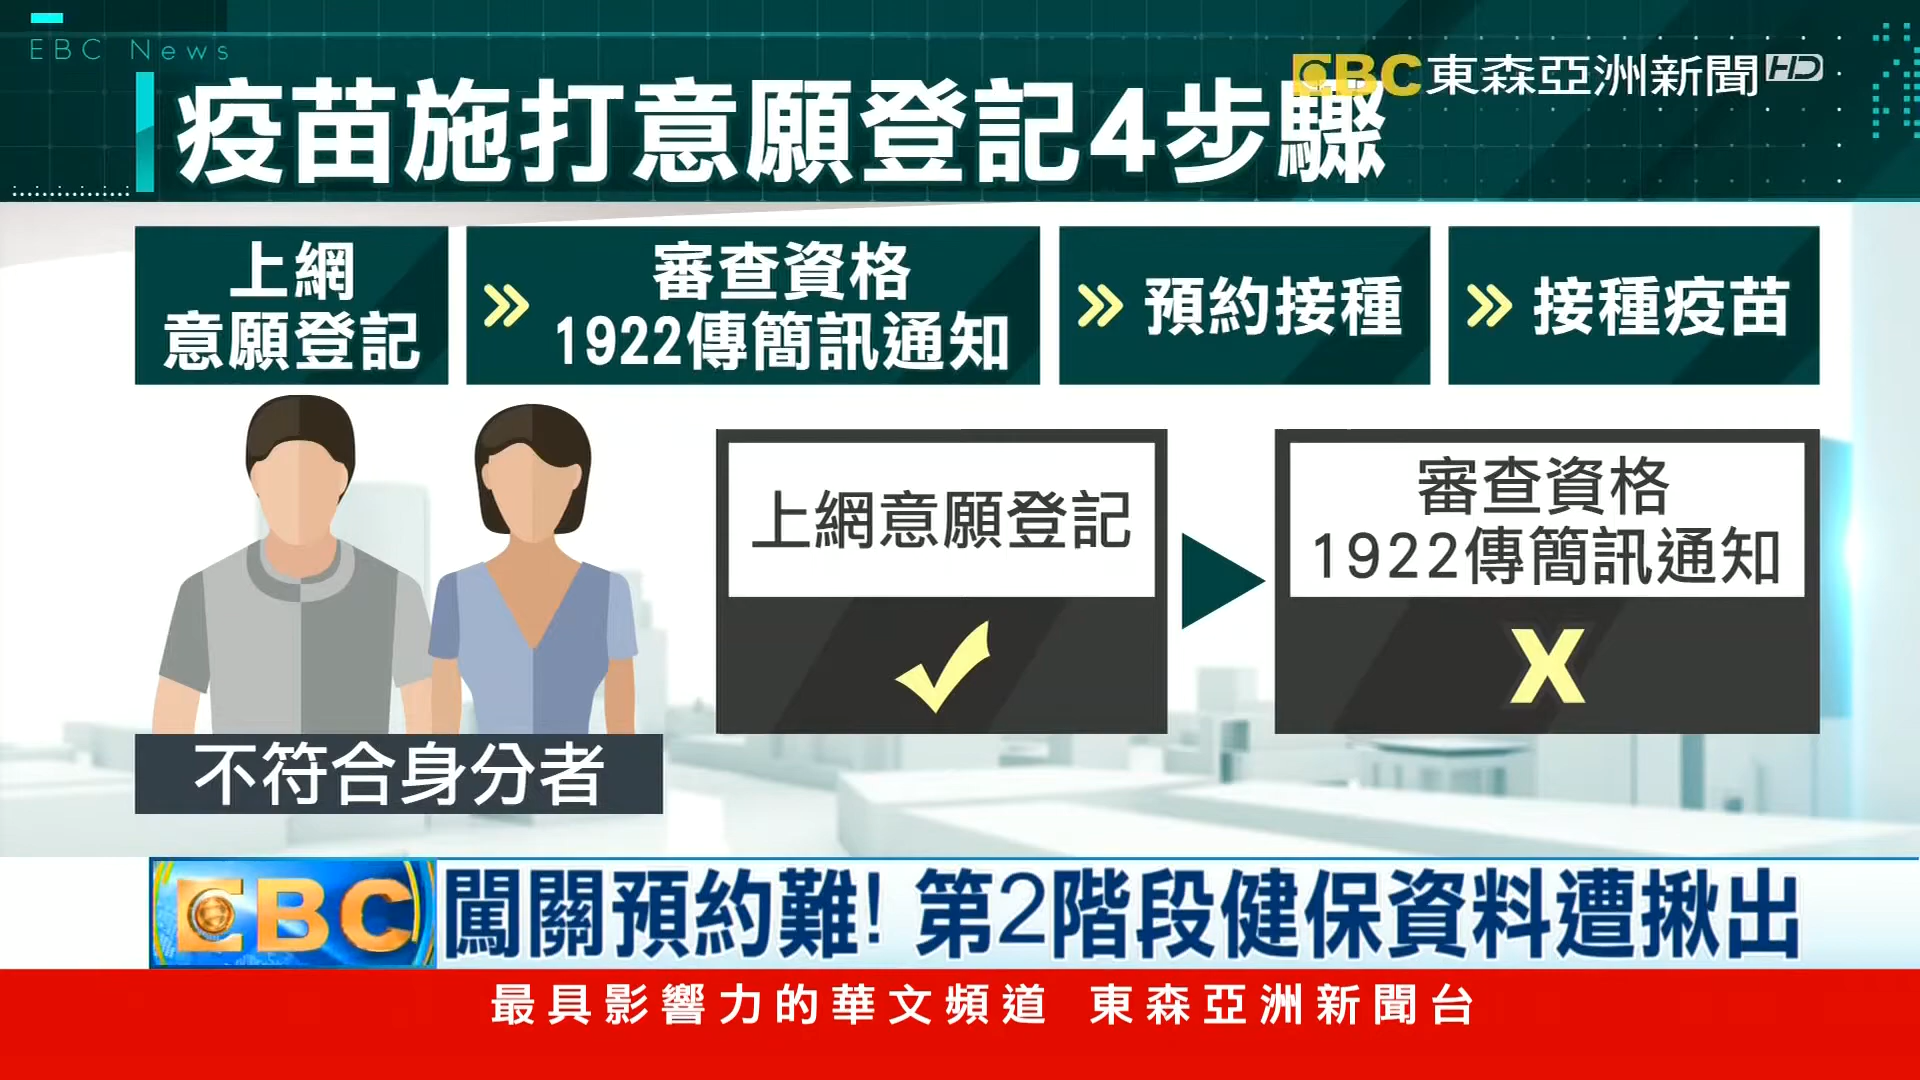 EBC News
EBC東森亞洲新聞HD
疫苗施打意願登記4步驟
上網
意願登記
審查資格
1922傳簡訊通知
預約接種
接種疫苗
上網意願登記
審查資格
1922傳簡訊通知
X
不符合身分者
EBC
闖關預約難! 第2階段健保資料遭揪出
最具影響力的華文頻道 東森亞洲新聞台